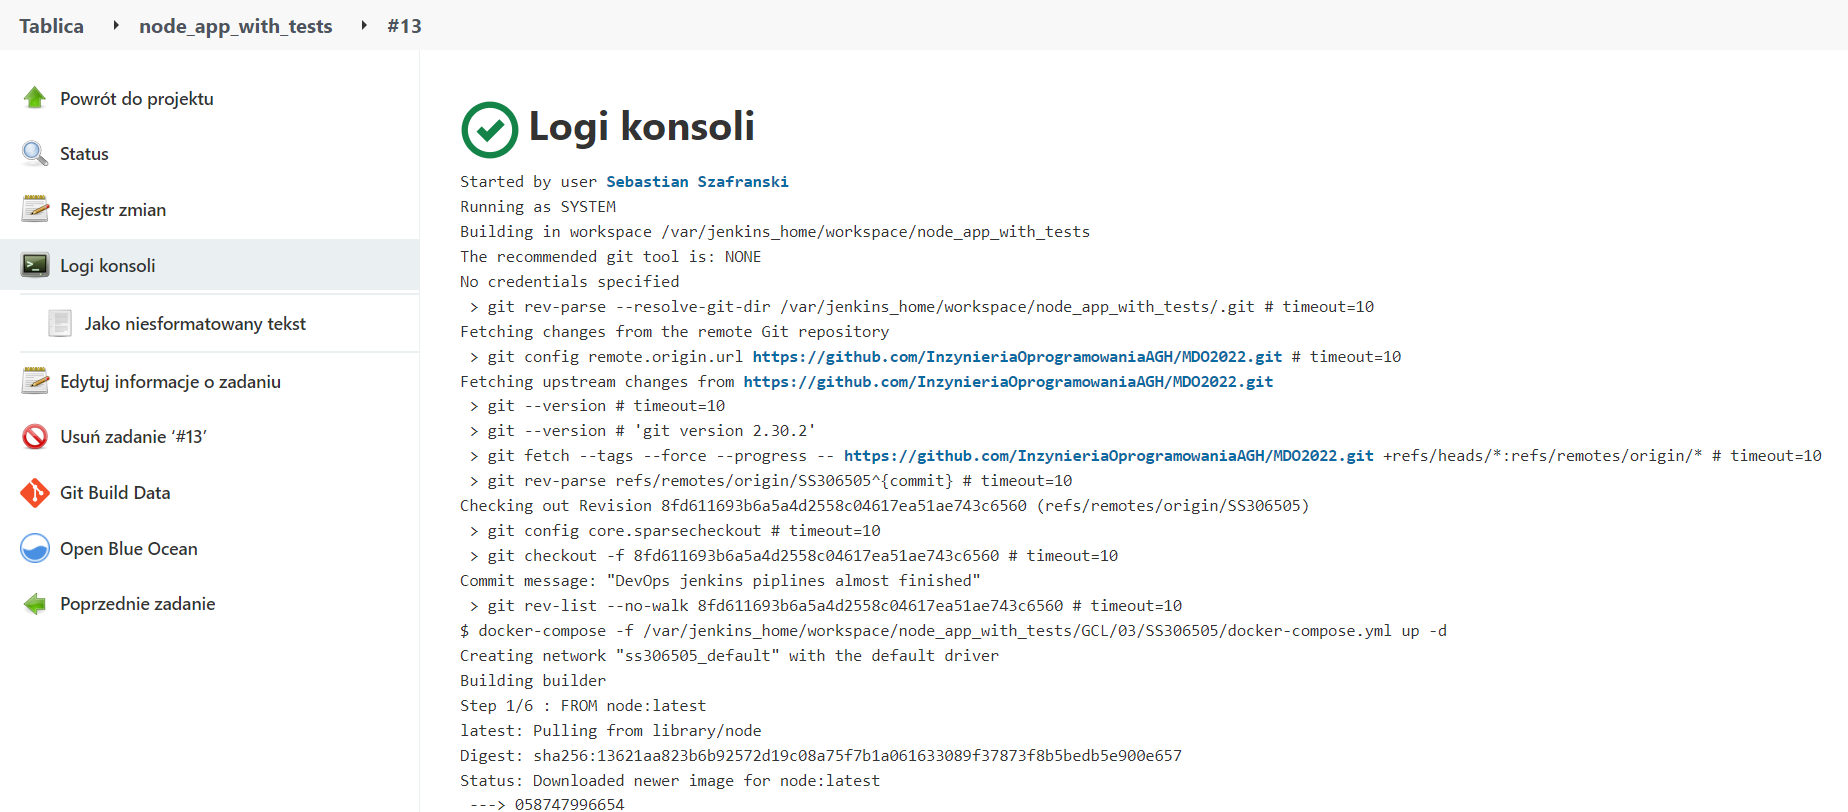 Tablica
node_app_with_tests
#13
Powrót do projektu
Status
Rejestr zmian
Logi konsoli
Jako niesformatowany tekst
Edytuj informacje o zadaniu
Usuń zadanie ‘#13’
Git Build Data
Open Blue Ocean
Poprzednie zadanie
Logi konsoli
Started by user Sebastian Szafranski
Running as SYSTEM
Building in workspace /var/jenkins_home/workspace/node_app_with_tests
The recommended git tool is: NONE
No credentials specified
> git rev-parse --resolve-git-dir /var/jenkins_home/workspace/node_app_with_tests/.git # timeout=10
Fetching changes from the remote Git repository
> git config remote.origin.url https://github.com/InzynieriaOprogramowaniaAGH/MDO2022.git # timeout=10
Fetching upstream changes from https://github.com/InzynieriaOprogramowaniaAGH/MDO2022.git
> git --version # timeout=10
> git --version # 'git version 2.30.2'
> git fetch --tags --force --progress -- https://github.com/InzynieriaOprogramowaniaAGH/MDO2022.git +refs/heads/*:refs/remotes/origin/* # timeout=10
> git rev-parse refs/remotes/origin/SS306505^{commit} # timeout=10
Checking out Revision 8fd611693b6a5a4d2558c04617ea51ae743c6560 (refs/remotes/origin/SS306505)
> git config core.sparsecheckout # timeout=10
> git checkout -f 8fd611693b6a5a4d2558c04617ea51ae743c6560 # timeout=10
Commit message: "DevOps jenkins piplines almost finished"
> git rev-list --no-walk 8fd611693b6a5a4d2558c04617ea51ae743c6560 # timeout=10
$ docker-compose -f /var/jenkins_home/workspace/node_app_with_tests/GCL/03/SS306505/docker-compose.yml up -d
Creating network "ss306505_default" with the default driver
Building builder
Step 1/6 : FROM node:latest
latest: Pulling from library/node
Digest: sha256:13621aa823b6b92572d19c08a75f7b1a061633089f37873f8b5bedb5e900e657
Status: Downloaded newer image for node:latest
---> 058747996654